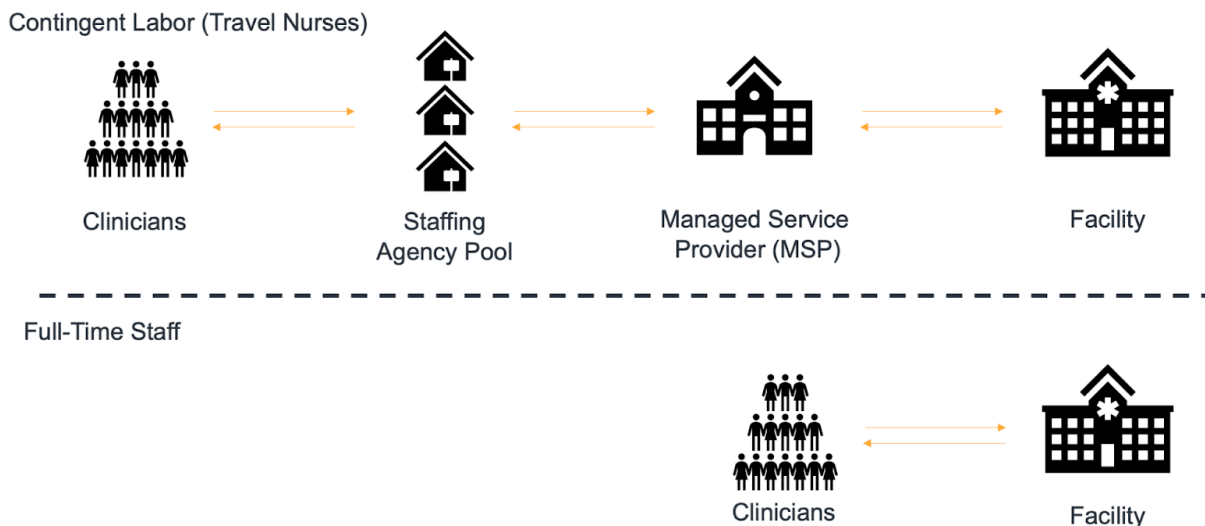 Contingent Labor (Travel Nurses)
Clinicians
Staffing
Agency Pool
Managed Service
Provider (MSP)
Facility
Full-Time Staff
Clinicians
Facility